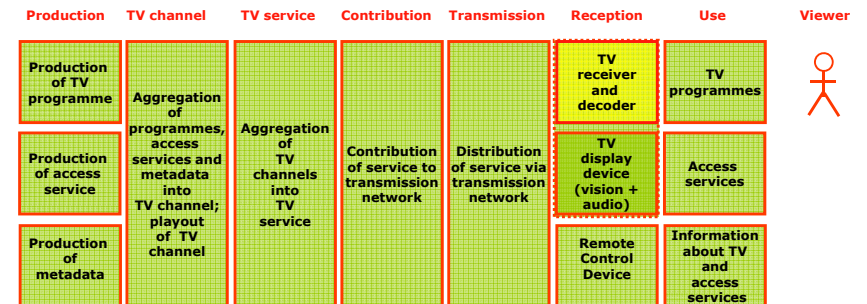 Production TV channel TV service Contribution Transmission Reception Use Viewer
Production
of TV
programme
Production
of access
service
Production
of
metadata
Aggregation
of
programmes,
access
services and
metadata
into
TV channel;
playout
of TV
channel
Aggregation
of
TV
channels
into
TV
service
Contribution
of service to
transmission
network
Distribution
of service via
transmission
network
TV
receiver
and
decoder
TV
display
device
(vision +
audio)
Remote
Control
Device
TV
programmes
Access
services
Information
about TV
and
access
services